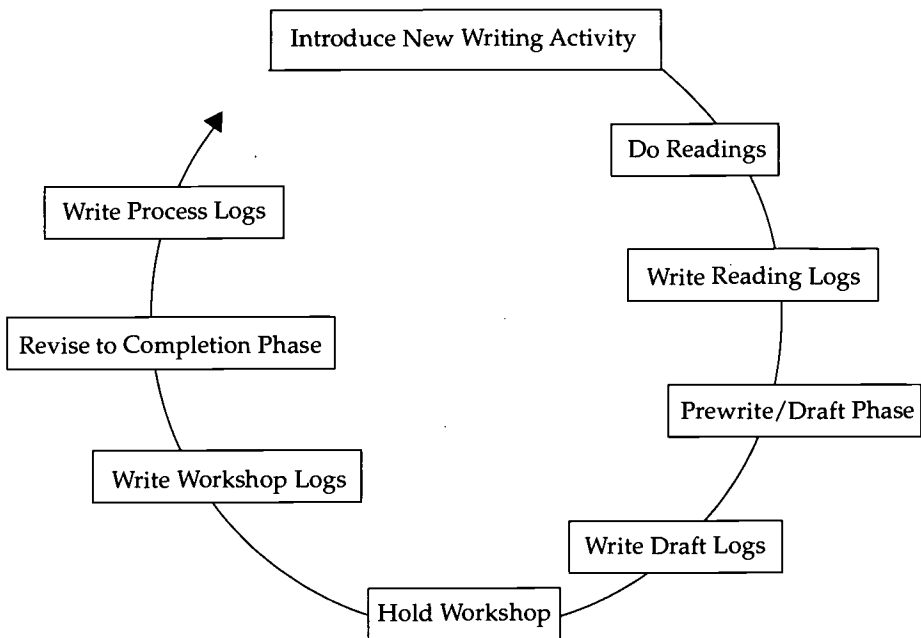 Introduce New Writing Activity
Do Readings
Write Reading Logs
Prewrite/Draft Phase
Write Draft Logs
Hold Workshop
Write Workshop Logs
Revise to Completion Phase
Write Process Logs